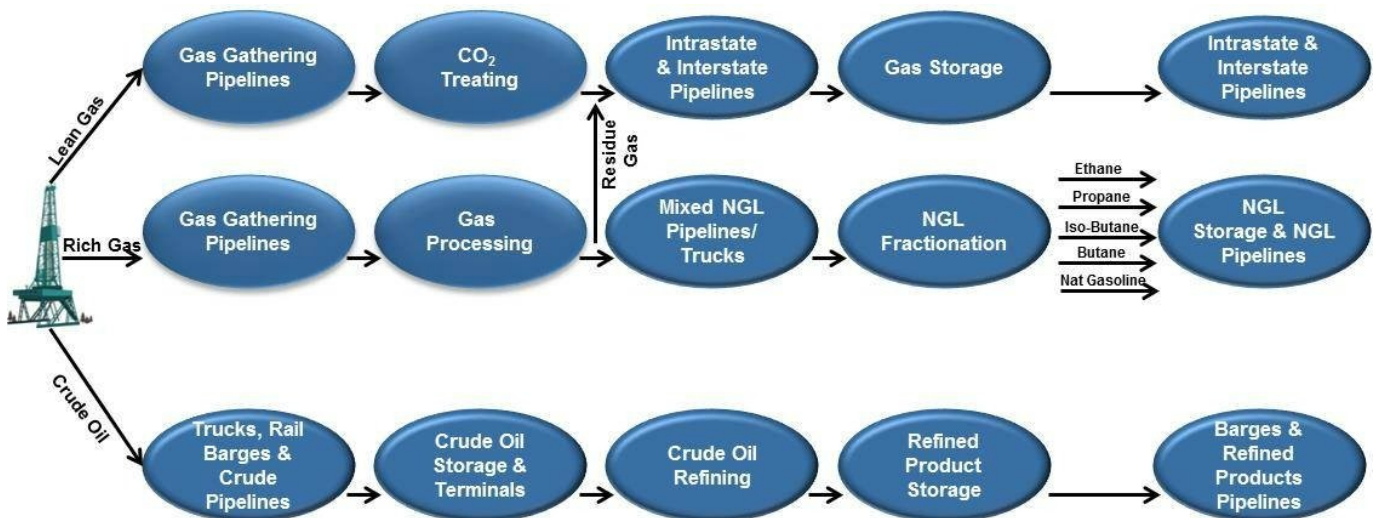 Lean Gas
Gas Gathering
Pipelines
CO₂
Treating
Intrastate
& Interstate
Pipelines
Gas Storage
Intrastate &
Interstate
Pipelines
Residue
Gas
Rich Gas
Gas Gathering
Pipelines
Gas
Processing
Mixed NGL
Pipelines/
Trucks
NGL
Fractionation
Ethane
Propane
Iso-Butane
Butane
Nat Gasoline
NGL
Storage & NGL
Pipelines
Crude Oil
Trucks, Rail
Barges &
Crude
Pipelines
Crude Oil
Storage &
Terminals
Crude Oil
Refining
Refined
Product
Storage
Barges &
Refined
Products
Pipelines